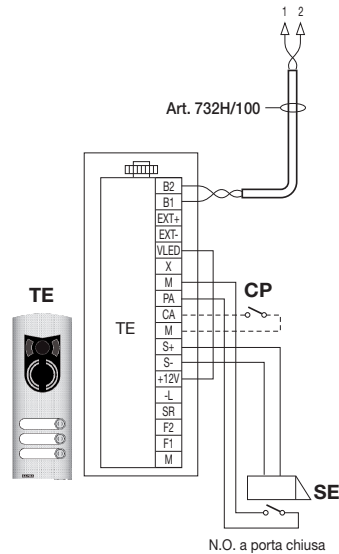 1 2
Art. 732H/100
B2
B1
EXT+
EXT-
VLED
X
M
PA
CA
M
S+
S-
+12V
-L
SR
F2
F1
M
TE
TE
CP
SE
N.O. a porta chiusa